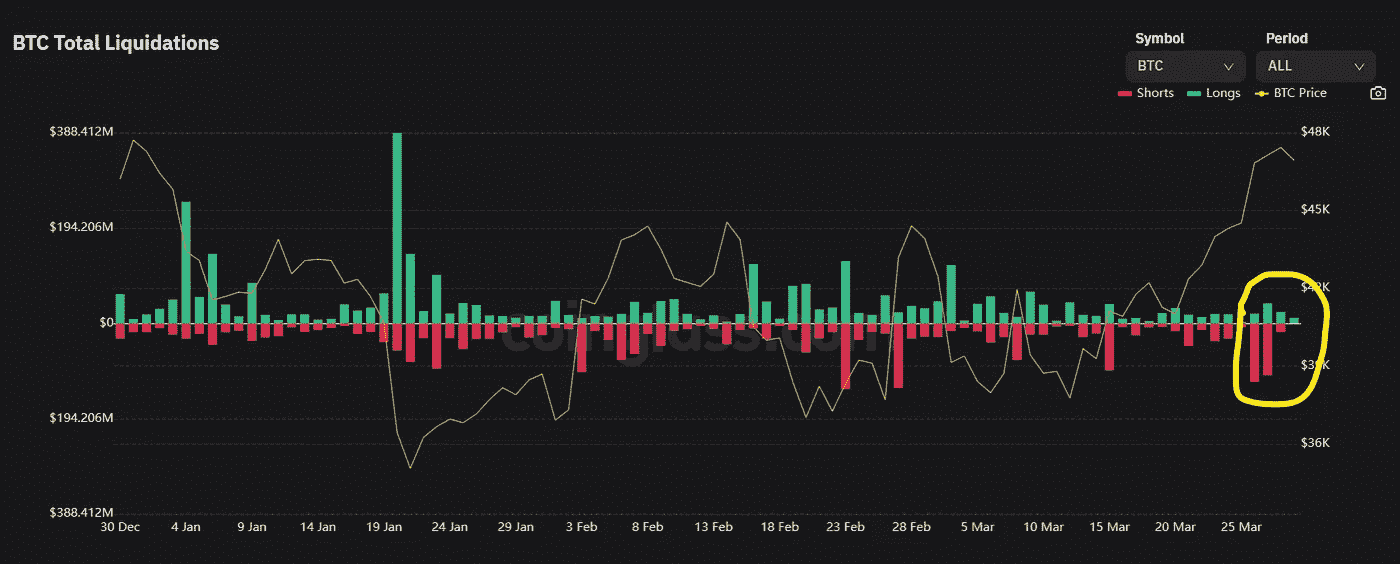 BTC Total Liquidations
Symbol
Period
BTC
ALL
Shorts
Longs
BTC Price
$388.412M
$194.206M
$0
$194.206M
$388.412M
$48K
$45K
$42K
$39K
$36K
coinglass.com
30 Dec
4 Jan
9 Jan
14 Jan
19 Jan
24 Jan
29 Jan
3 Feb
8 Feb
13 Feb
18 Feb
23 Feb
28 Feb
5 Mar
10 Mar
15 Mar
20 Mar
25 Mar